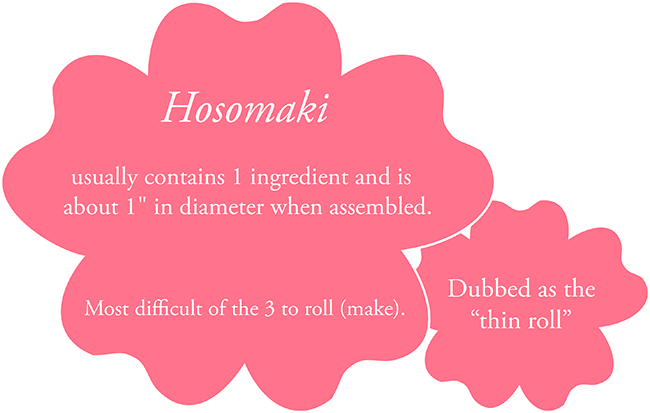 Hosomaki
usually contains 1 ingredient and is
about 1" in diameter when assembled.
Most difficult of the 3 to roll (make).
Dubbed as the
“thin roll”